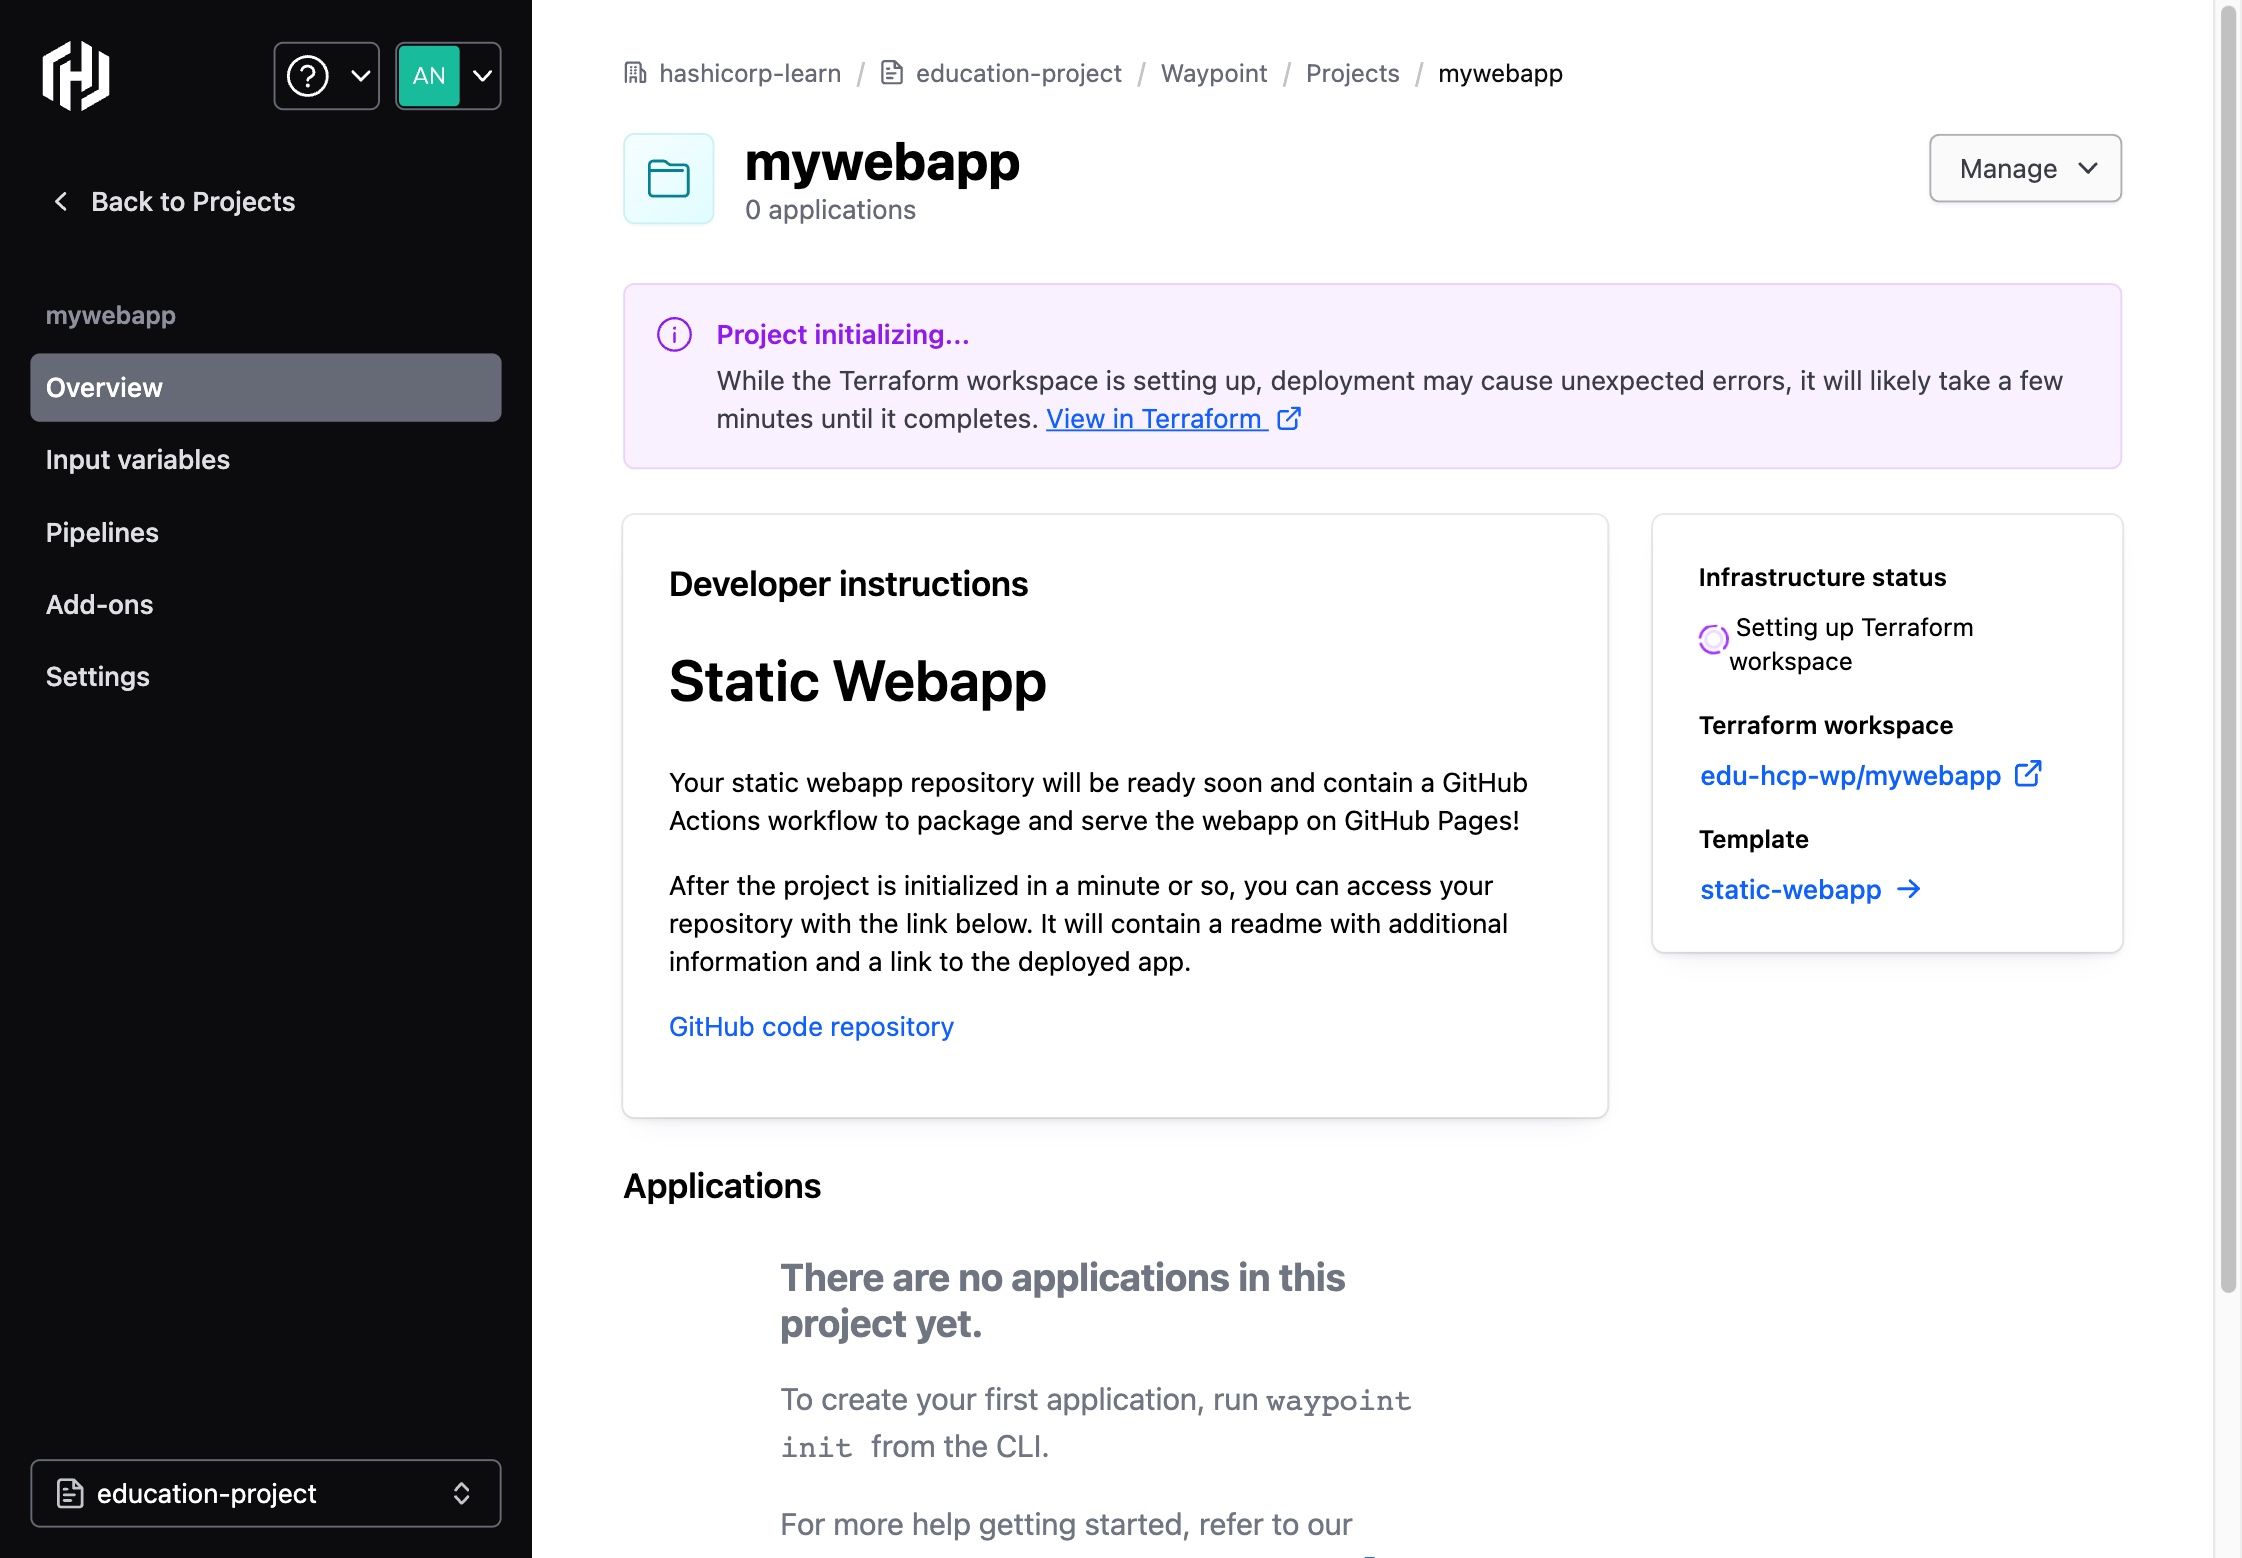 AN
Back to Projects
mywebapp
Overview
Input variables
Pipelines
Add-ons
Settings
education-project
hashicorp-learn / education-project / Waypoint / Projects / mywebapp
mywebapp
0 applications
Manage
Project initializing...
While the Terraform workspace is setting up, deployment may cause unexpected errors, it will likely take a few
minutes until it completes. View in Terraform
Developer instructions
Static Webapp
Your static webapp repository will be ready soon and contain a GitHub
Actions workflow to package and serve the webapp on GitHub Pages!
After the project is initialized in a minute or so, you can access your
repository with the link below. It will contain a readme with additional
information and a link to the deployed app.
GitHub code repository
Infrastructure status
Setting up Terraform
workspace
Terraform workspace
edu-hcp-wp/mywebapp
Template
static-webapp
Applications
There are no applications in this
project yet.
To create your first application, run waypoint
init from the CLI.
For more help getting started, refer to our